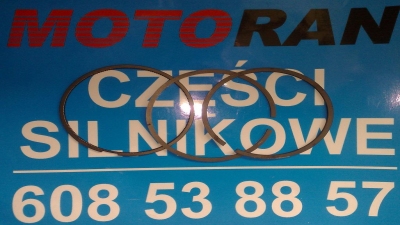 MOTORAN
CZĘŚCI
SILNIKOWE
608 53 88 57